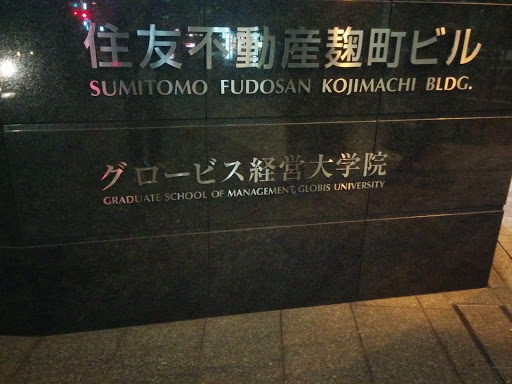 住友不動産麹町ビル
SUMITOMO FUDOSAN KOJIMACHI BLDG.
グロービス経営大学院
GRADUATE SCHOOL OF MANAGEMENT, GLOBIS UNIVERSITY